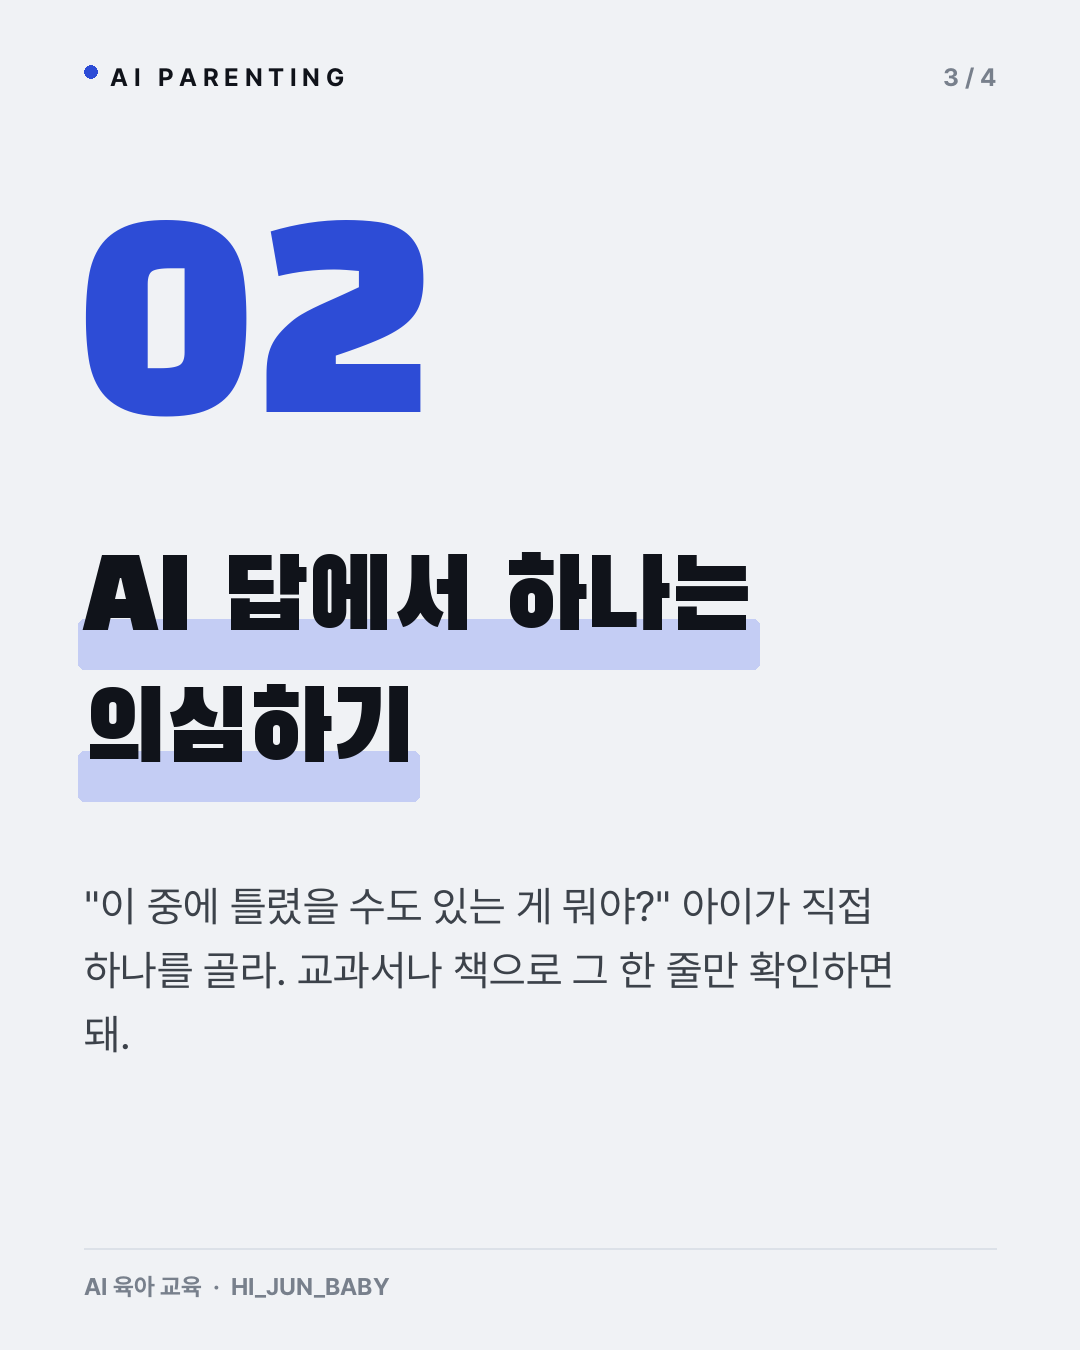 AI PARENTING
3 / 4
02
AI 답에서 하나는
의심하기
"이 중에 틀렸을 수도 있는 게 뭐야?" 아이가 직접
하나를 골라. 교과서나 책으로 그 한 줄만 확인하면
돼.
AI 육아 교육 · HI_JUN_BABY